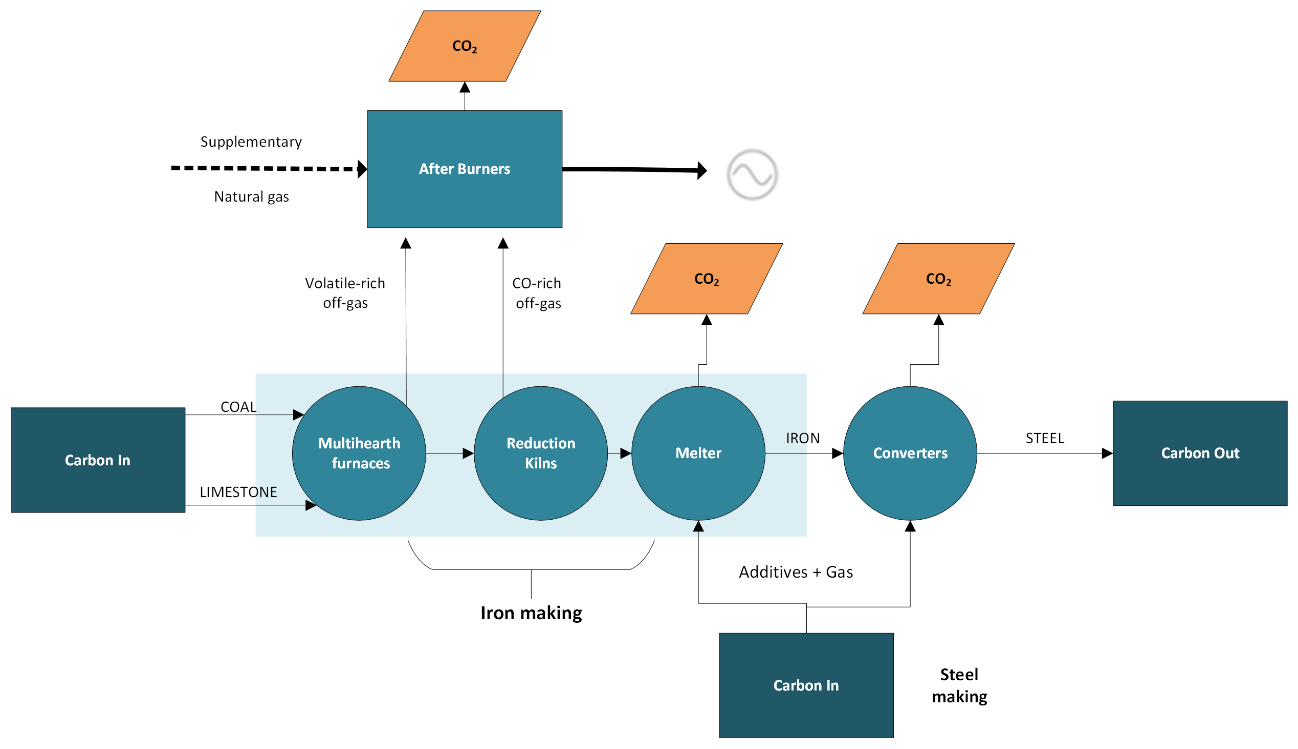 CO₂
Supplementary
After Burners
Natural gas
Volatile-rich
off-gas
CO-rich
off-gas
CO₂
CO₂
COAL
LIMESTONE
Carbon In
Multihearth
furnaces
Reduction
Kilns
Melter
IRON
Converters
STEEL
Carbon Out
Additives + Gas
Iron making
Carbon In
Steel
making